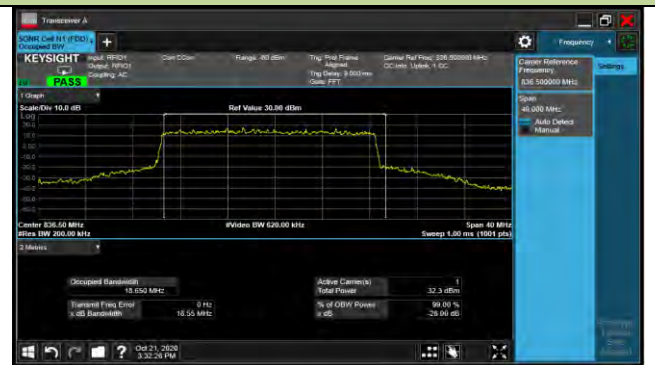 Transceiver A
5GNR Cell N1 (FDD)
Occupied BW
Frequency
KEYSIGHT
Input: RFIO1
Output: RFIO1
Coupling: AC
Corr CCorr
Range: -60 dBm
Trig: Prdl Frame
Aligned
Trig Delay: 9.000 ms
Gate: FFT
Carrier Ref Freq: 836.500000 MHz
CC Info: Uplink, 1 CC
PASS
Carrier Reference
Frequency
836.500000 MHz
Settings
Span
40.000 MHz
Auto Detect
Manual
1 Graph
Scale/Div 10.0 dB
Ref Value 30.00 dBm
Log
Center 836.50 MHz
#Video BW 620.00 kHz
Span 40 MHz
#Res BW 200.00 kHz
Sweep 1.00 ms (1001 pts)
2 Metrics
Occupied Bandwidth
18.650 MHz
Active Carrier(s)
1
Total Power
32.3 dBm
Transmit Freq Error
0 Hz
x dB Bandwidth
18.55 MHz
% of OBW Power
99.00 %
x dB
-26.00 dB
?
Oct 21, 2020
3:32:26 PM